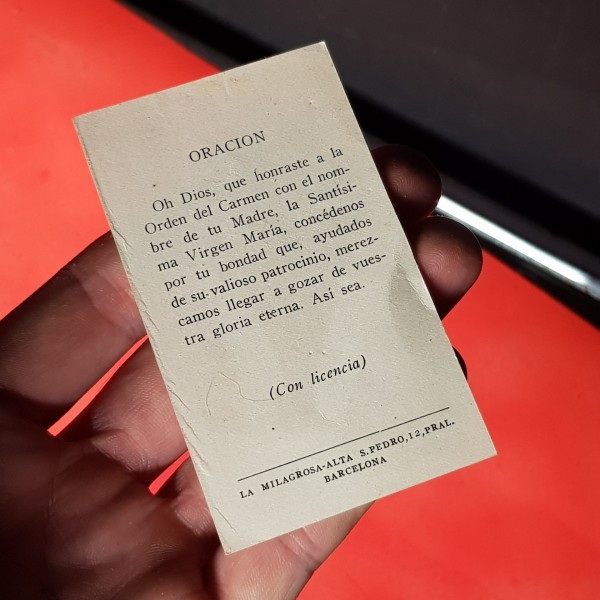 ORACION
Oh Dios, que honraste a la
Orden del Carmen con el nom-
bre de tu Madre, la Santísi-
ma Virgen María, concédenos
por tu bondad que, ayudados
de su valioso patrocinio, merez-
camos llegar a gozar de vues-
tra gloria eterna. Así sea.
(Con licencia)
LA MILAGROSA-ALTA S.PEDRO,12,PRAL.
BARCELONA